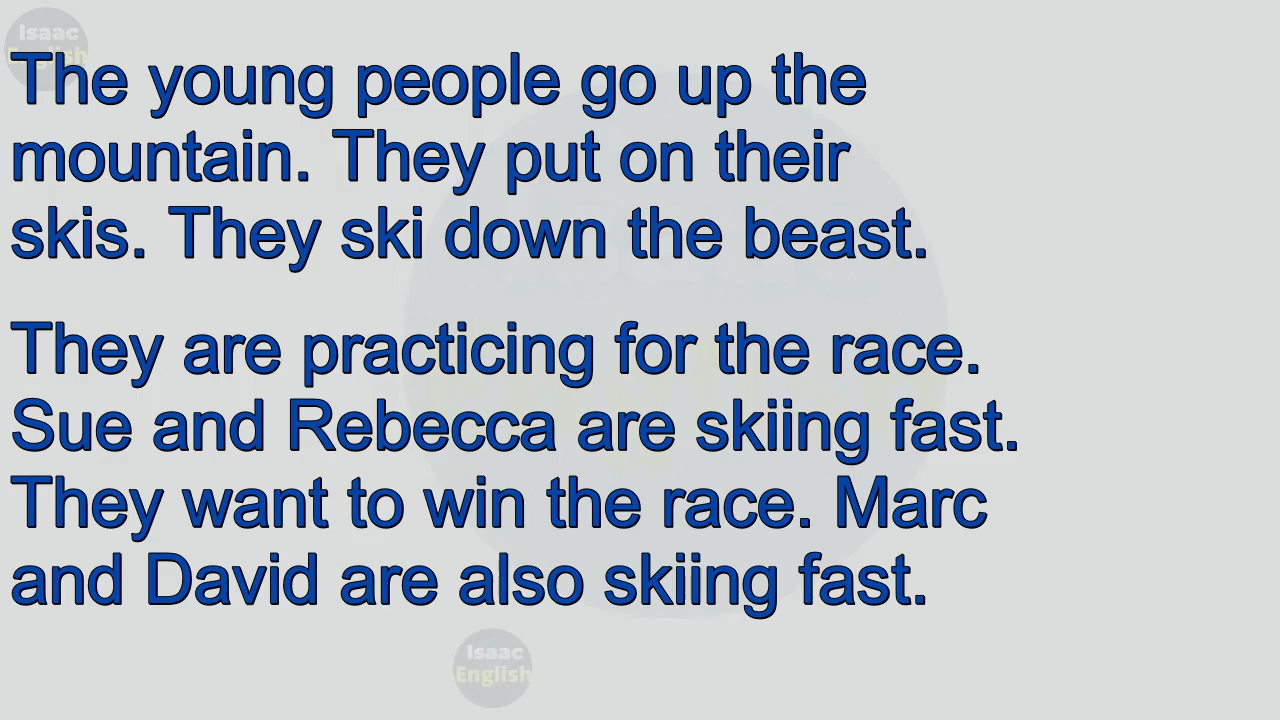 Isaac
English
The young people go up the
mountain. They put on their
skis. They ski down the beast.
They are practicing for the race.
Sue and Rebecca are skiing fast.
They want to win the race. Marc
and David are also skiing fast.
Isaac
English